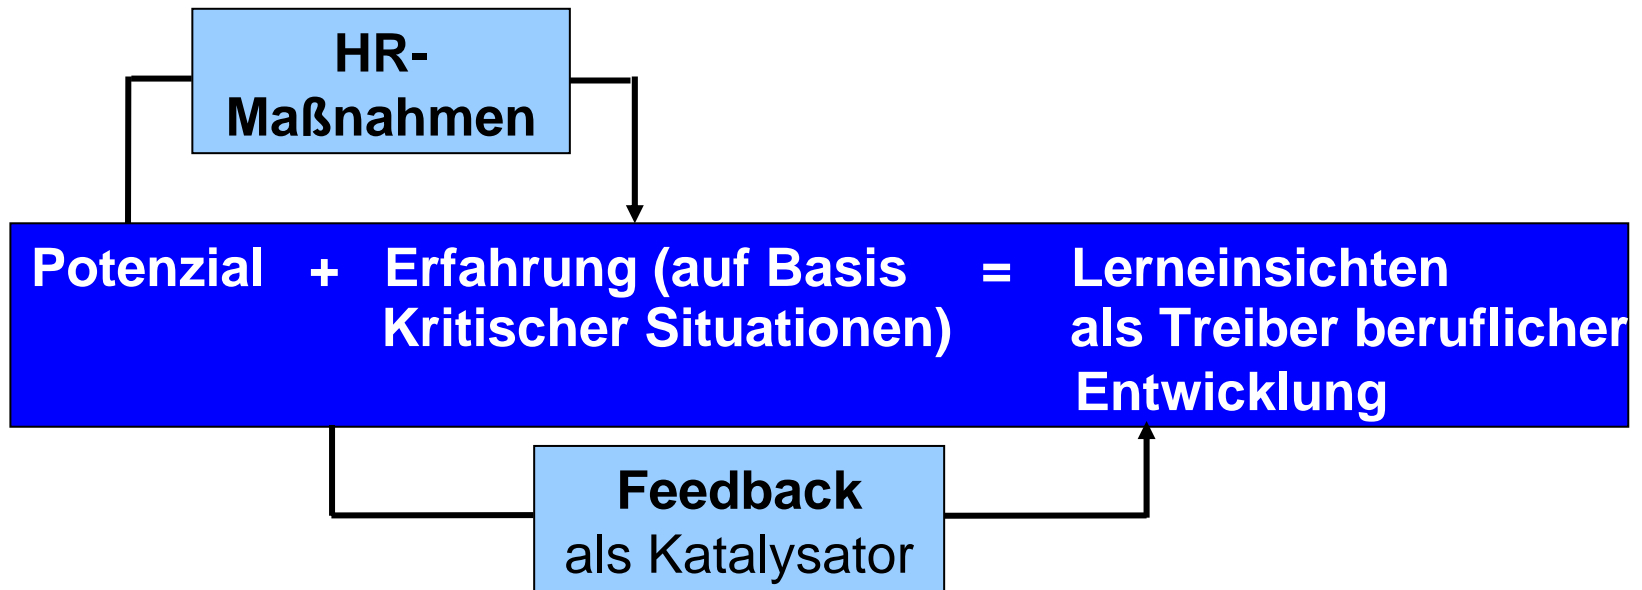 HR-
Maßnahmen
Potenzial + Erfahrung (auf Basis = Lerneinsichten
Kritischer Situationen) als Treiber beruflicher
Entwicklung
Feedback
als Katalysator